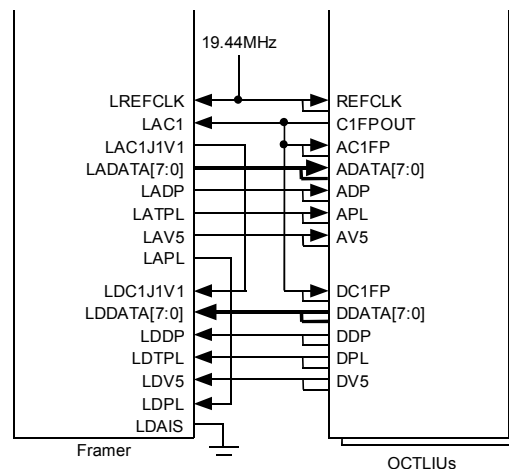 19.44MHz
LREFCLK REFCLK
LAC1 C1FPOUT
LAC1J1V1 AC1FP
LADATA[7:0] ADATA[7:0]
LADP ADP
LATPL APL
LAV5 AV5
LAPL
LDC1J1V1 DC1FP
LDDATA[7:0] DDATA[7:0]
LDDP DDP
LDTPL DPL
LDV5 DV5
LDPL
LDAIS
Framer
OCTLIUs